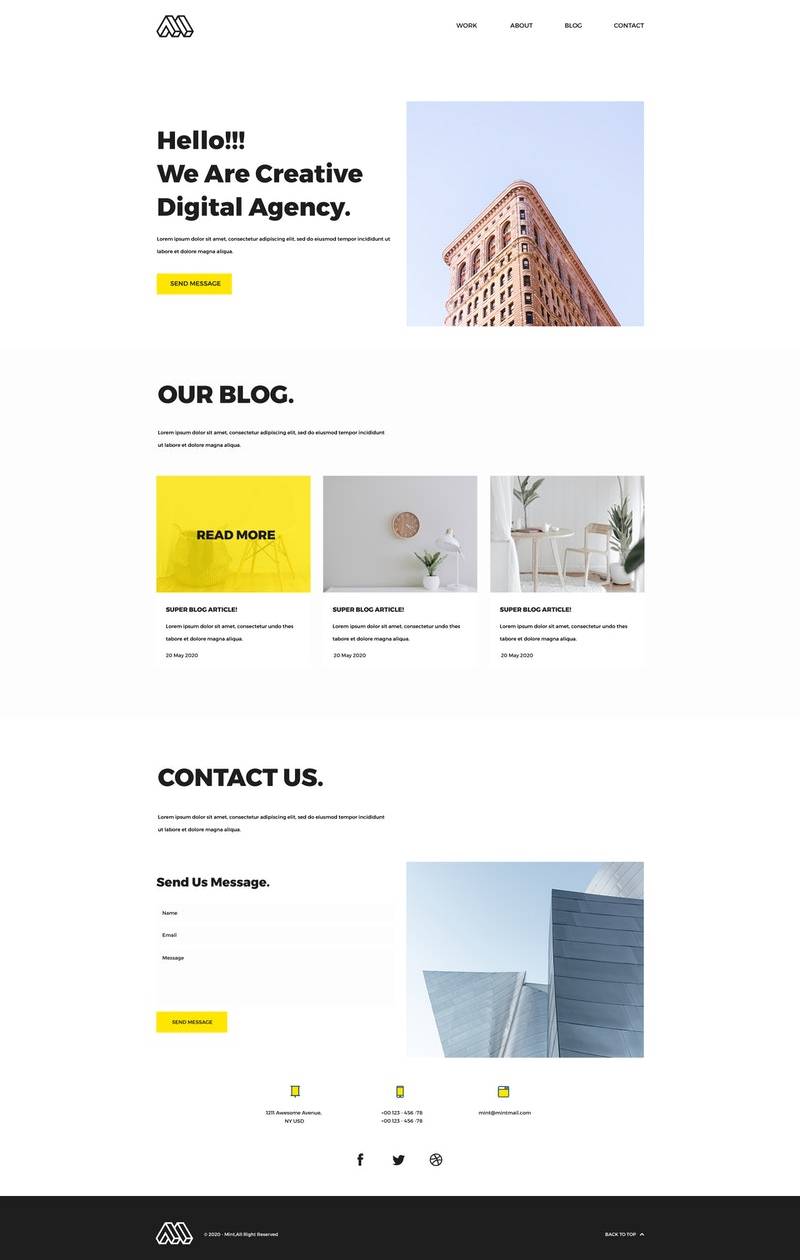 WORK ABOUT BLOG CONTACT
Hello!!!
We Are Creative
Digital Agency.
Lorem ipsum dolor sit amet, consectetur adipiscing elit, sed do eiusmod tempor incididunt ut
labore et dolore magna aliqua.
SEND MESSAGE
OUR BLOG.
Lorem ipsum dolor sit amet, consectetur adipiscing elit, sed do eiusmod tempor incididunt
ut labore et dolore magna aliqua.
READ MORE
SUPER BLOG ARTICLE!
Lorem ipsum dolor sit amet, consectetur undo thes
tabore et dolore magna aliqua.
20 May 2020
SUPER BLOG ARTICLE!
Lorem ipsum dolor sit amet, consectetur undo thes
tabore et dolore magna aliqua.
20 May 2020
SUPER BLOG ARTICLE!
Lorem ipsum dolor sit amet, consectetur undo thes
tabore et dolore magna aliqua.
20 May 2020
CONTACT US.
Lorem ipsum dolor sit amet, consectetur adipiscing elit, sed do eiusmod tempor incididunt
ut labore et dolore magna aliqua.
Send Us Message.
Name
Email
Message
SEND MESSAGE
1211 Awesome Avenue,
NY USD
+00 123 - 456 -78
+00 123 - 456 -78
mint@mintmail.com
© 2020 - Mint,All Right Reserved
BACK TO TOP